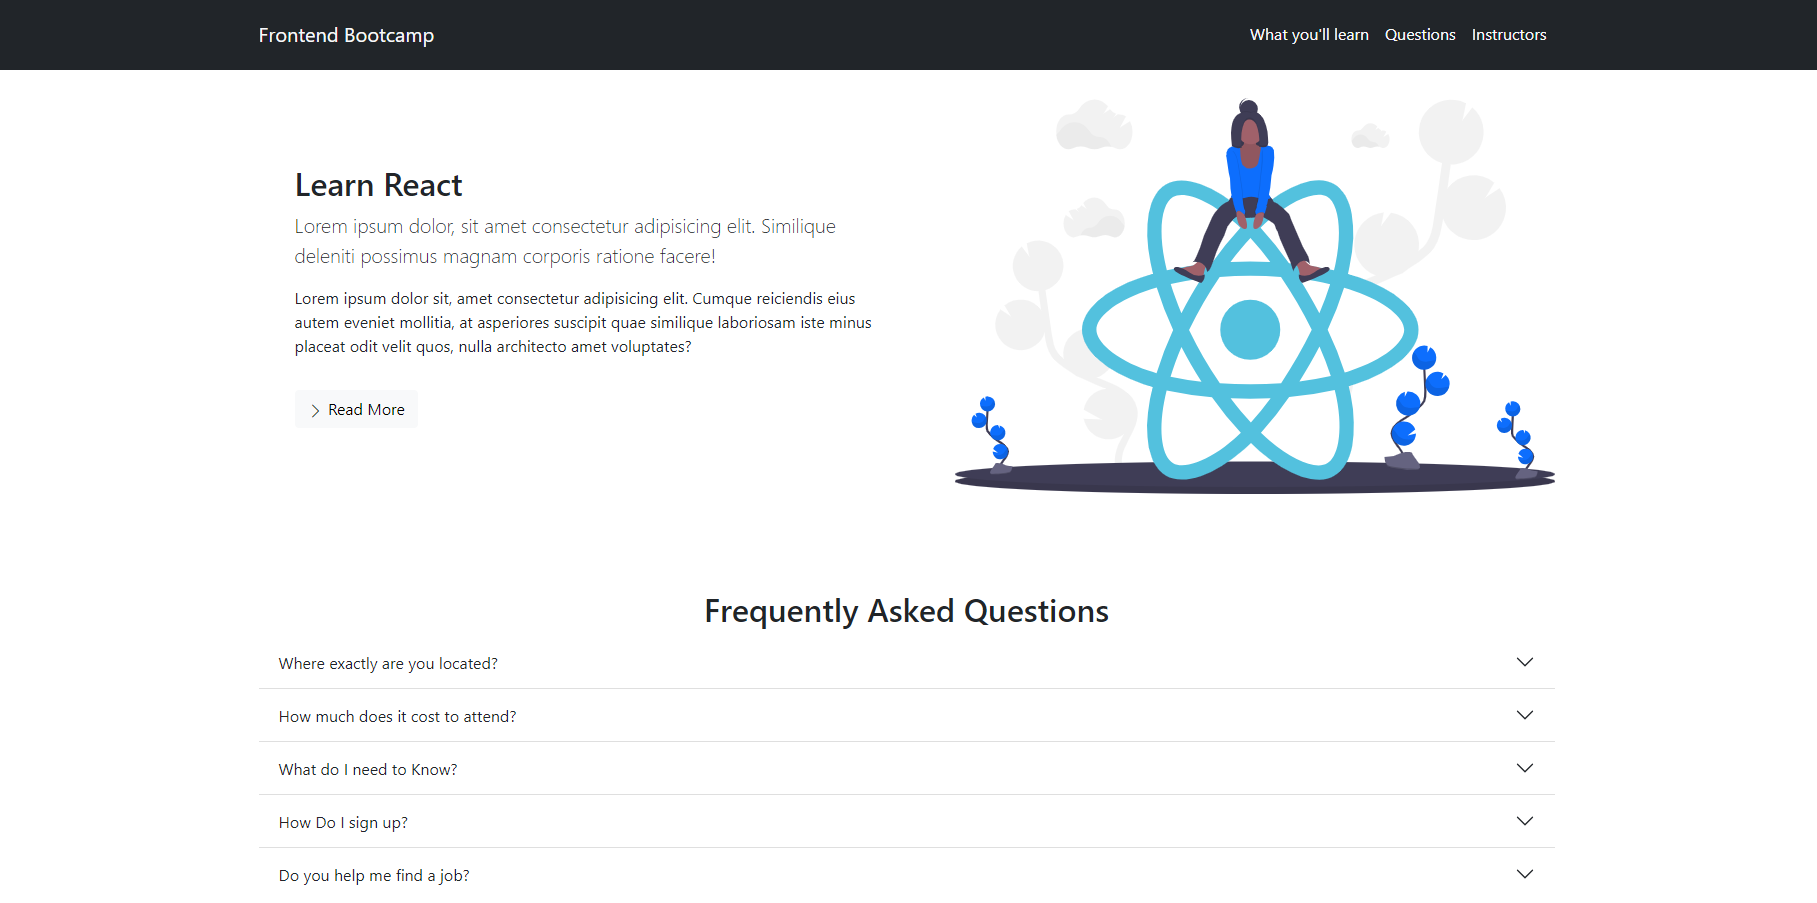 Frontend Bootcamp
What you'll learn Questions Instructors
Learn React
Lorem ipsum dolor, sit amet consectetur adipisicing elit. Similique
deleniti possimus magnam corporis ratione facere!
Lorem ipsum dolor sit, amet consectetur adipisicing elit. Cumque reiciendis eius
autem eveniet mollitia, at asperiores suscipit quae similique laboriosam iste minus
placeat odit velit quos, nulla architecto amet voluptates?
Read More
Frequently Asked Questions
Where exactly are you located?
How much does it cost to attend?
What do I need to Know?
How Do I sign up?
Do you help me find a job?